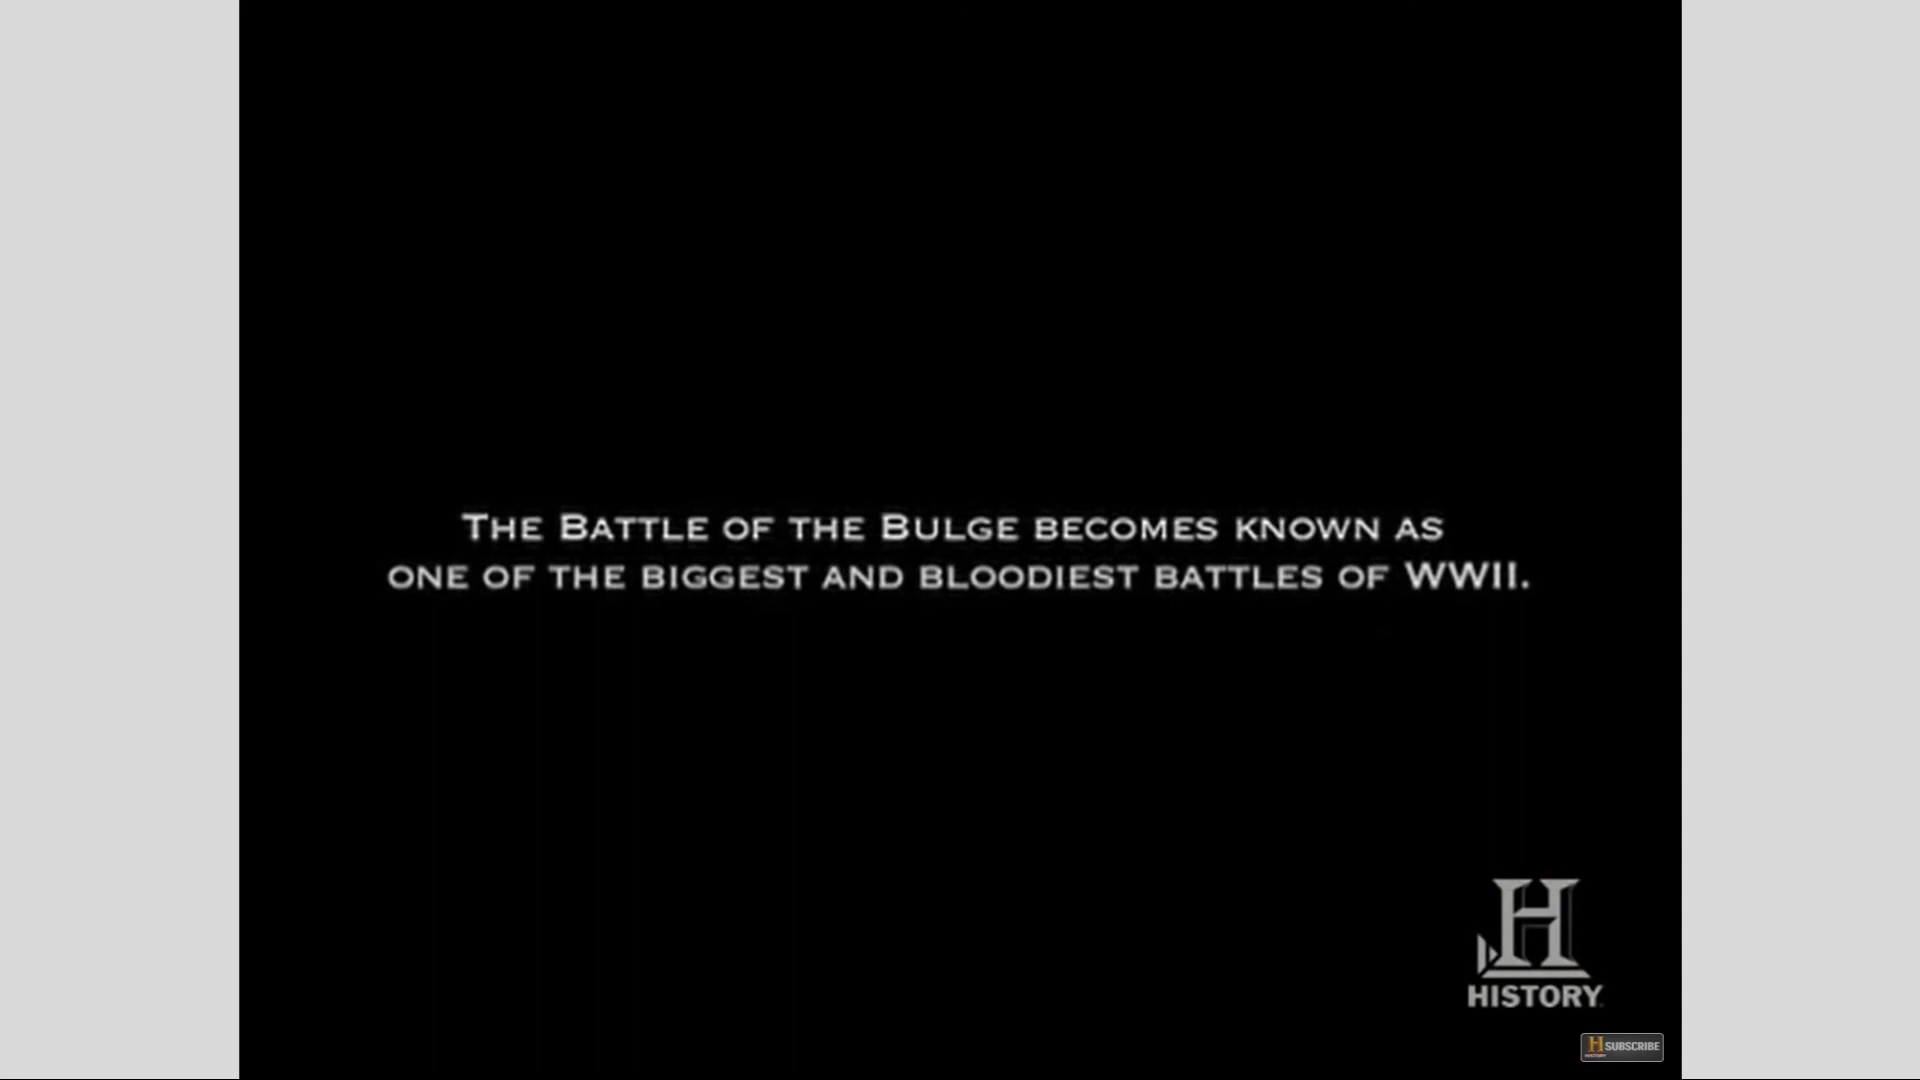 The Battle of the Bulge becomes known as
one of the biggest and bloodiest battles of WWII.
H
HISTORY
H SUBSCRIBE
HISTORY